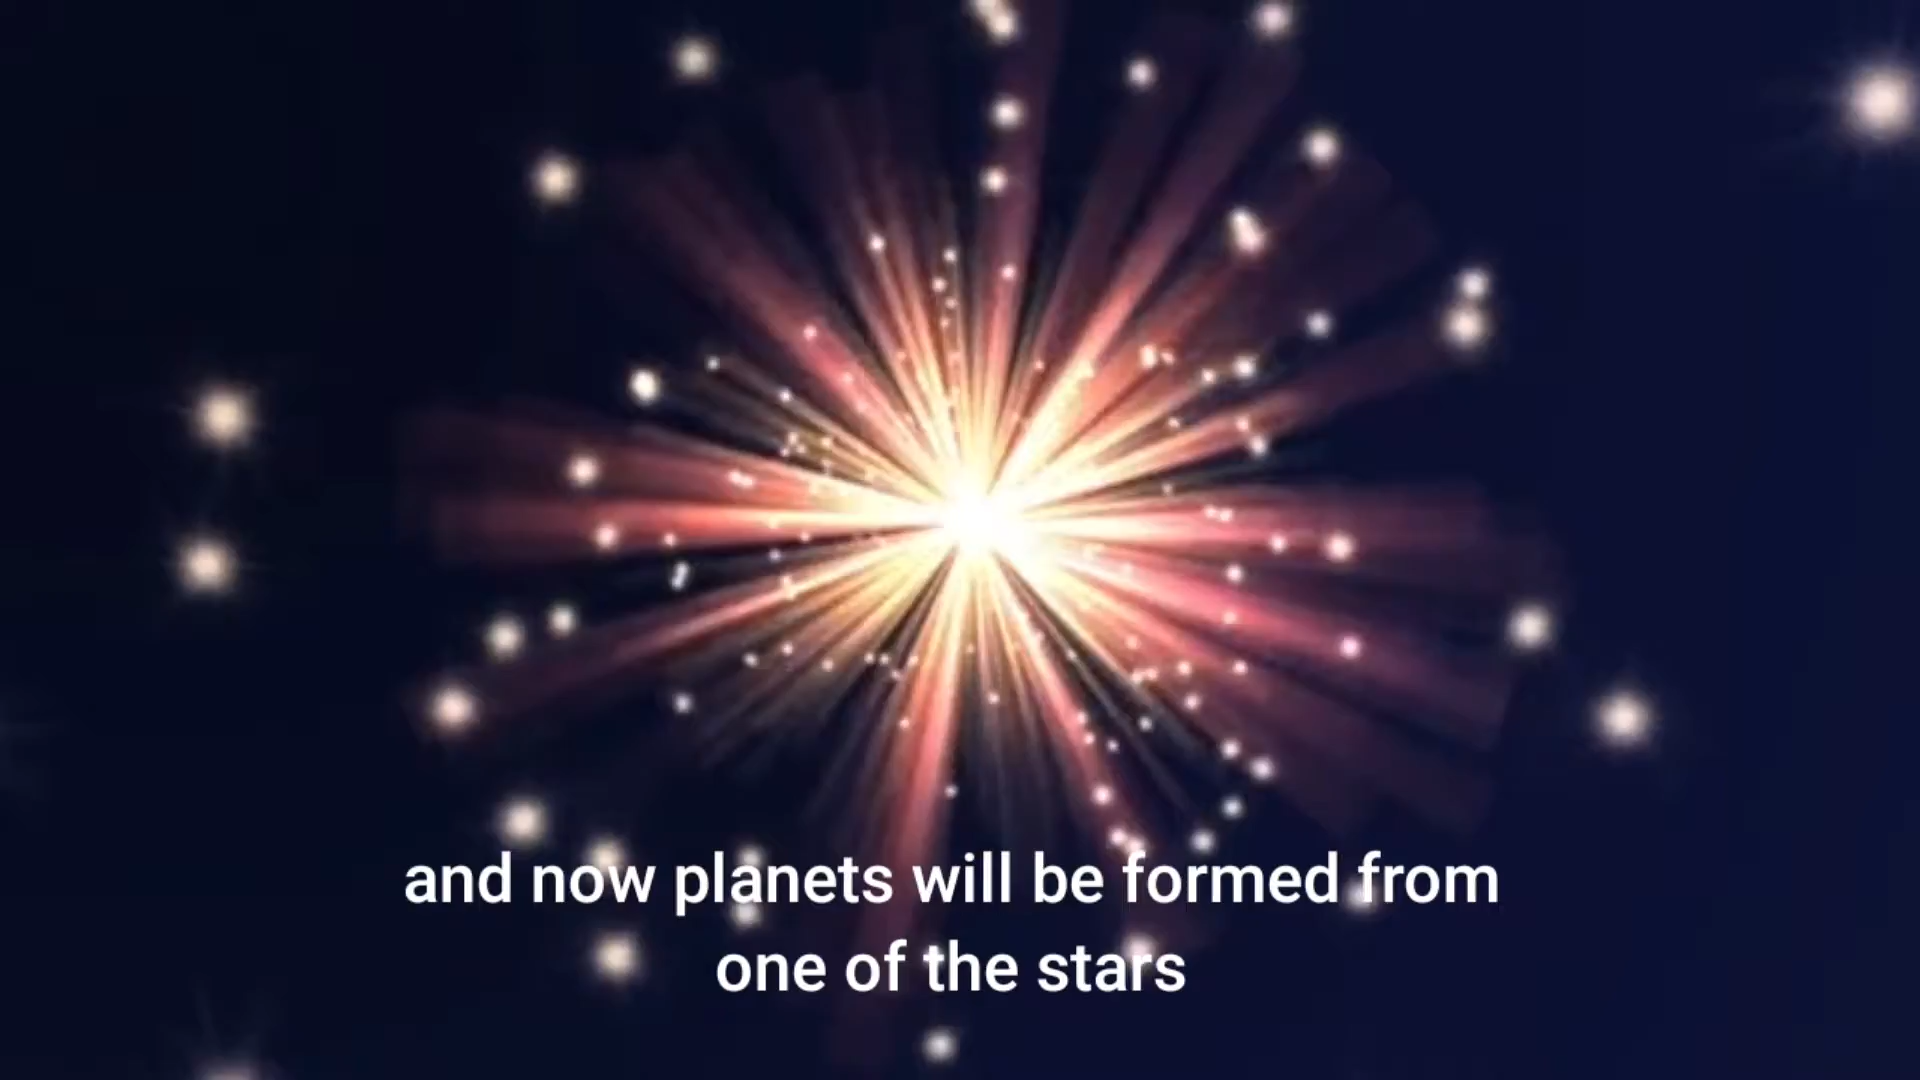 and now planets will be formed from
one of the stars